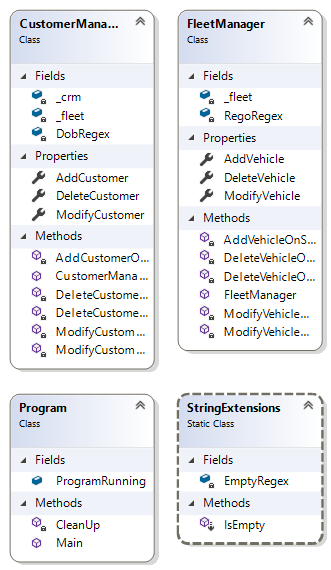 CustomerMana...
Class
Fields
_crm
_fleet
DobRegex
Properties
AddCustomer
DeleteCustomer
ModifyCustomer
Methods
AddCustomerO...
CustomerMana...
DeleteCustome...
DeleteCustome...
ModifyCustom...
ModifyCustom...
FleetManager
Class
Fields
_fleet
RegoRegex
Properties
AddVehicle
DeleteVehicle
ModifyVehicle
Methods
AddVehicleOnS...
DeleteVehicleO...
DeleteVehicleO...
FleetManager
ModifyVehicle...
ModifyVehicle...
Program
Class
Fields
ProgramRunning
Methods
CleanUp
Main
StringExtensions
Static Class
Fields
EmptyRegex
Methods
IsEmpty